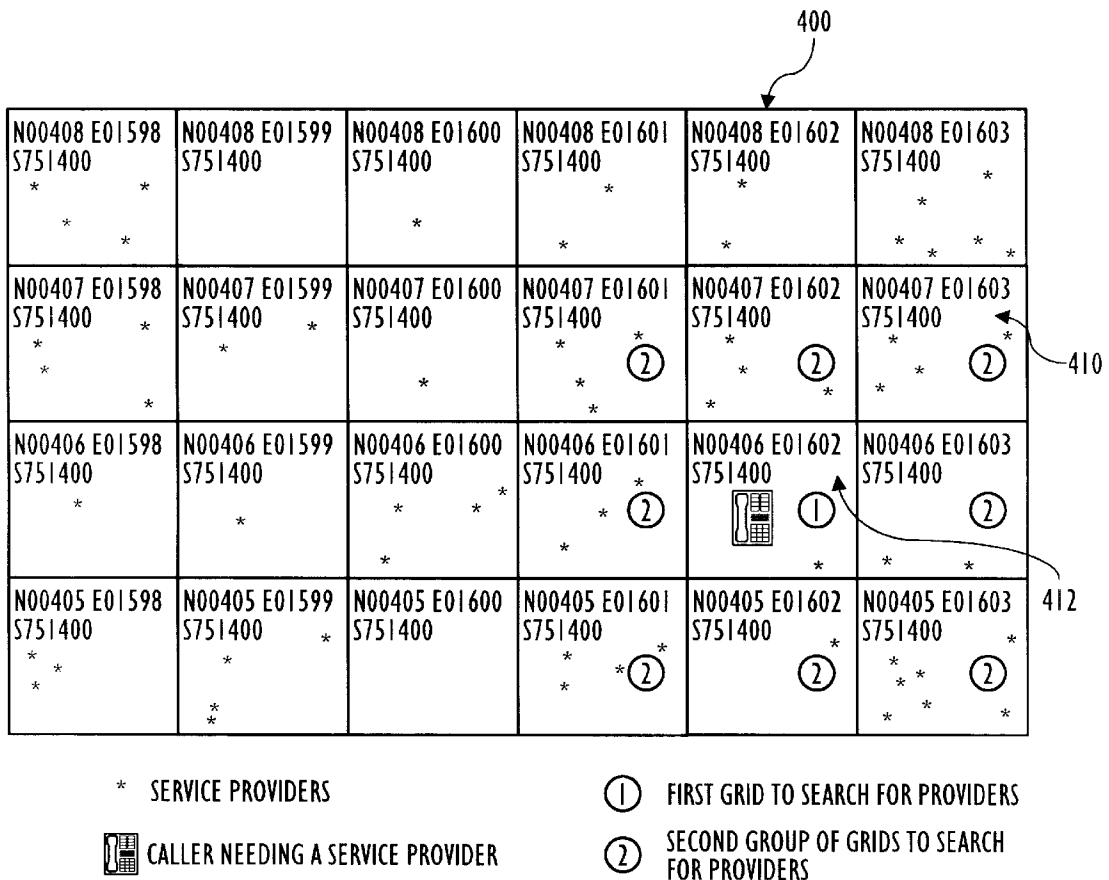 400
N00408 E01598 N00408 E01599 N00408 E01600 N00408 E01601 N00408 E01602 N00408 E01603
S751400 S751400 S751400 S751400 S751400 S751400
N00407 E01598 N00407 E01599 N00407 E01600 N00407 E01601 N00407 E01602 N00407 E01603
S751400 S751400 S751400 S751400 S751400 S751400
2 2 2 410
N00406 E01598 N00406 E01599 N00406 E01600 N00406 E01601 N00406 E01602 N00406 E01603
S751400 S751400 S751400 S751400 S751400 S751400
2 1 2
412
N00405 E01598 N00405 E01599 N00405 E01600 N00405 E01601 N00405 E01602 N00405 E01603
S751400 S751400 S751400 S751400 S751400 S751400
2 2 2
* SERVICE PROVIDERS
1 FIRST GRID TO SEARCH FOR PROVIDERS
CALLER NEEDING A SERVICE PROVIDER
2 SECOND GROUP OF GRIDS TO SEARCH
FOR PROVIDERS